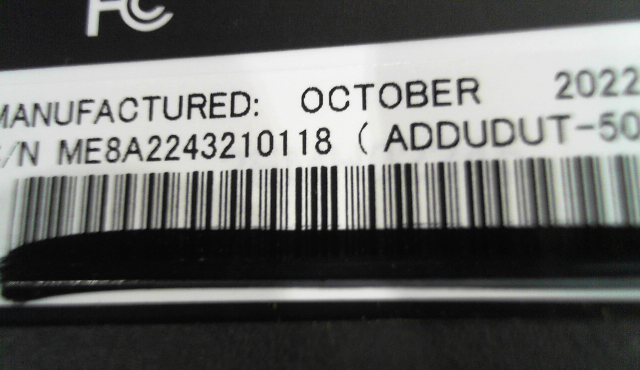 FC
MANUFACTURED: OCTOBER 2022
S/N ME8A2243210118 ( ADDUDUT-50